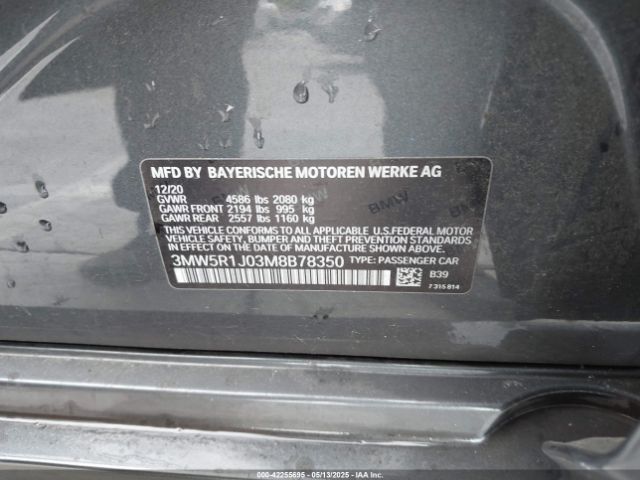 MFD BY BAYERISCHE MOTOREN WERKE AG
12/20
GVWR 4586 lbs 2080 kg
GAWR FRONT 2194 lbs 995 kg
GAWR REAR 2557 lbs 1160 kg
THIS VEHICLE CONFORMS TO ALL APPLICABLE U.S.FEDERAL MOTOR
VEHICLE SAFETY, BUMPER, AND THEFT PREVENTION STANDARDS
IN EFFECT ON THE DATE OF MANUFACTURE SHOWN ABOVE.
3MW5R1J03M8B78350 TYPE: PASSENGER CAR
B39
7 315 814
BMW
000-42255695 - 05/13/2025 - IAA Holdings, LLC